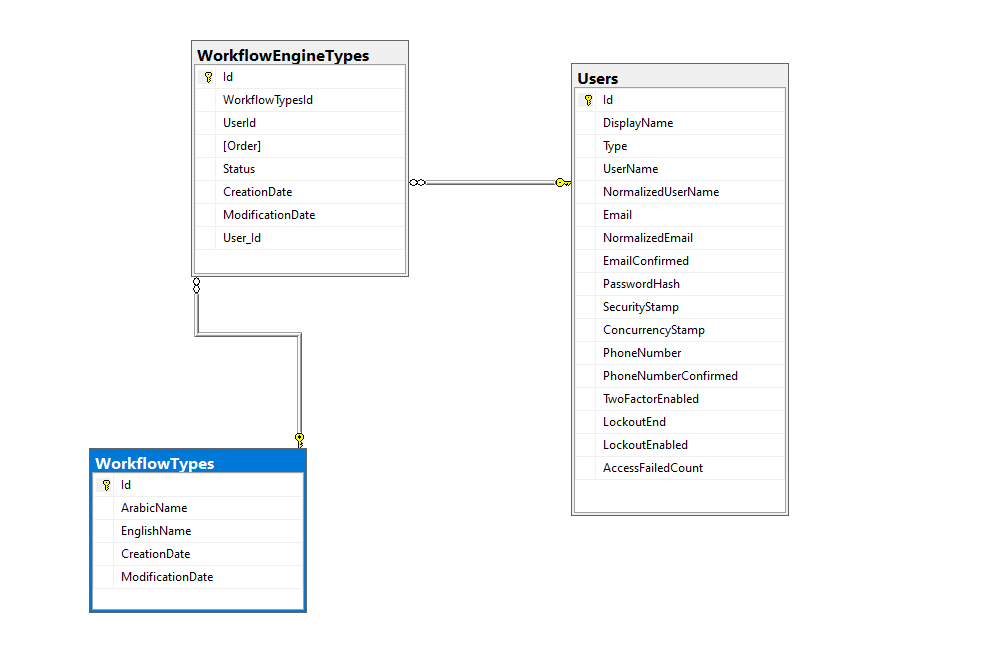 WorkflowEngineTypes
Id
WorkflowTypesId
UserId
[Order]
Status
CreationDate
ModificationDate
User_Id
Users
Id
DisplayName
Type
UserName
NormalizedUserName
Email
NormalizedEmail
EmailConfirmed
PasswordHash
SecurityStamp
ConcurrencyStamp
PhoneNumber
PhoneNumberConfirmed
TwoFactorEnabled
LockoutEnd
LockoutEnabled
AccessFailedCount
WorkflowTypes
Id
ArabicName
EnglishName
CreationDate
ModificationDate